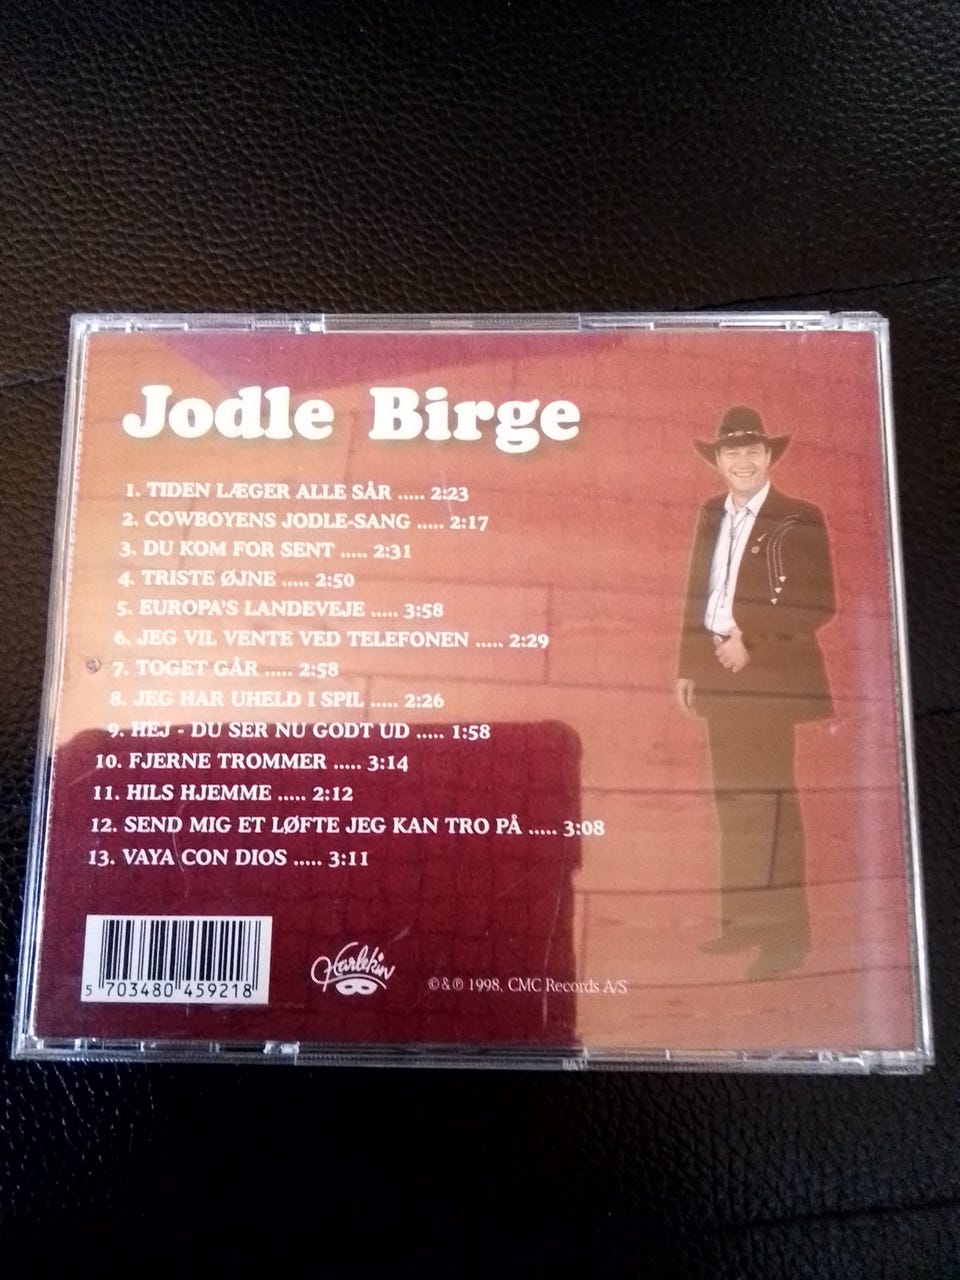 Jodle Birge
1. TIDEN LÆGER ALLE SÅR ..... 2:23
2. COWBOYENS JODLE-SANG ..... 2:17
3. DU KOM FOR SENT ..... 2:31
4. TRISTE ØJNE ..... 2:50
5. EUROPA'S LANDEVEJE ..... 3:58
6. JEG VIL VENTE VED TELEFONEN ..... 2:29
7. TOGET GÅR ..... 2:58
8. JEG HAR UHELD I SPIL ..... 2:26
9. HEJ - DU SER NU GODT UD ..... 1:58
10. FJERNE TROMMER ..... 3:14
11. HILS HJEMME ..... 2:12
12. SEND MIG ET LØFTE JEG KAN TRO PÅ ..... 3:08
13. VAYA CON DIOS ..... 3:11
5 703480 459218
Harlekin
©&℗ 1998, CMC Records A/S